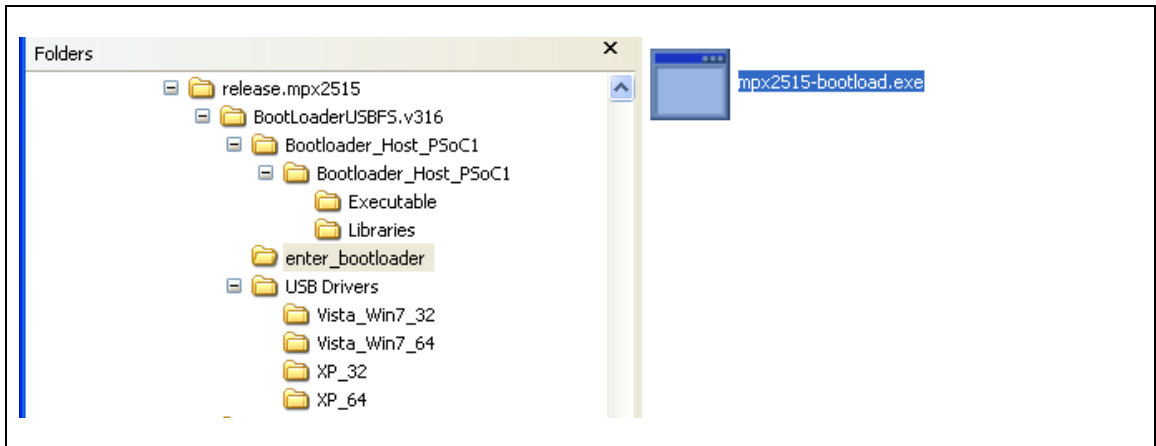 Folders
release.mpx2515
BootLoaderUSBFS.v316
Bootloader_Host_PSoC1
Bootloader_Host_PSoC1
Executable
Libraries
enter_bootloader
USB Drivers
Vista_Win7_32
Vista_Win7_64
XP_32
XP_64
mpx2515-bootload.exe